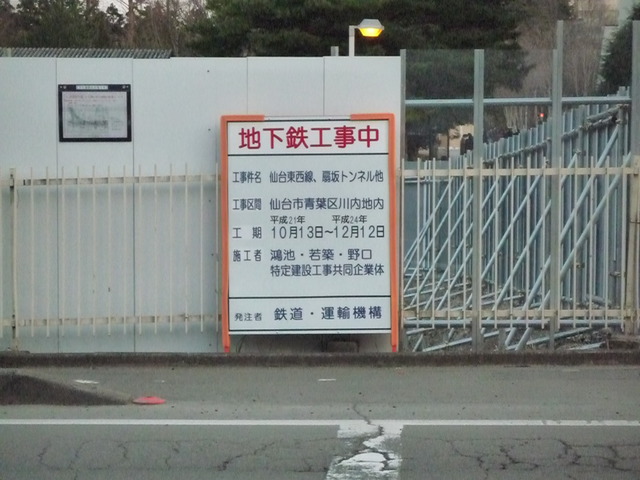 地下鉄工事中
工事件名 仙台東西線、扇坂トンネル他
工事区間 仙台市青葉区川内地内
平成21年 平成24年
工期 10月13日～12月12日
施工者 鴻池・若築・野口
特定建設工事共同企業体
発注者 鉄道・運輸機構